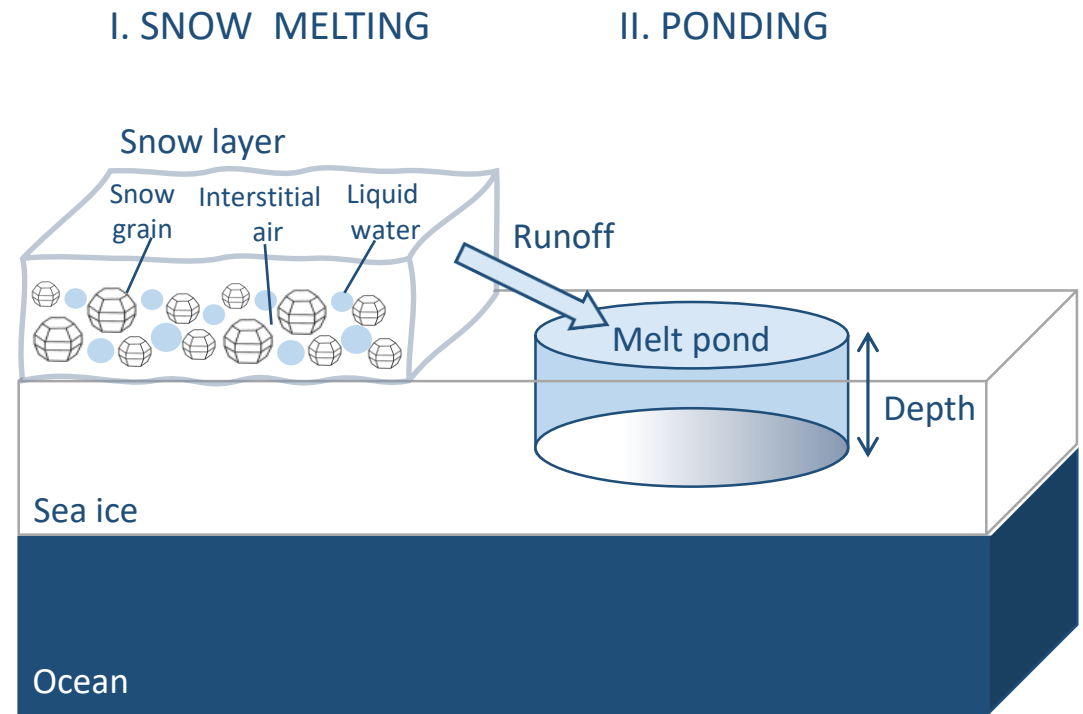 I. SNOW MELTING
II. PONDING
Snow layer
Snow
grain
Interstitial
air
Liquid
water
Runoff
Melt pond
Depth
Sea ice
Ocean